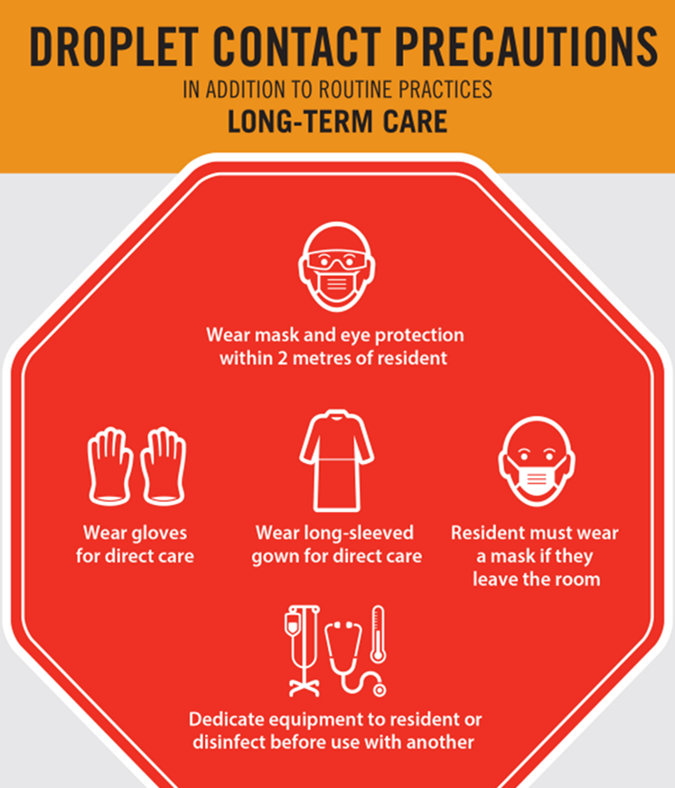 DROPLET CONTACT PRECAUTIONS
IN ADDITION TO ROUTINE PRACTICES
LONG-TERM CARE
Wear mask and eye protection
within 2 metres of resident
Wear gloves
for direct care
Wear long-sleeved
gown for direct care
Resident must wear
a mask if they
leave the room
Dedicate equipment to resident or
disinfect before use with another